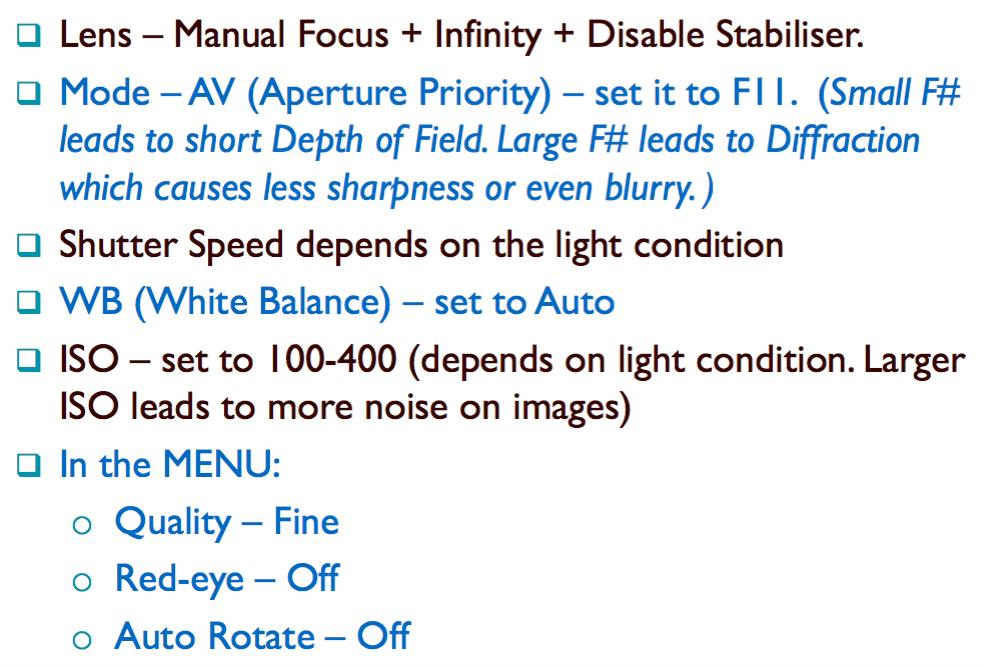 Lens – Manual Focus + Infinity + Disable Stabiliser.
Mode – AV (Aperture Priority) – set it to F11. (Small F#
leads to short Depth of Field. Large F# leads to Diffraction
which causes less sharpness or even blurry. )
Shutter Speed depends on the light condition
WB (White Balance) – set to Auto
ISO – set to 100-400 (depends on light condition. Larger
ISO leads to more noise on images)
In the MENU:
Quality – Fine
Red-eye – Off
Auto Rotate – Off